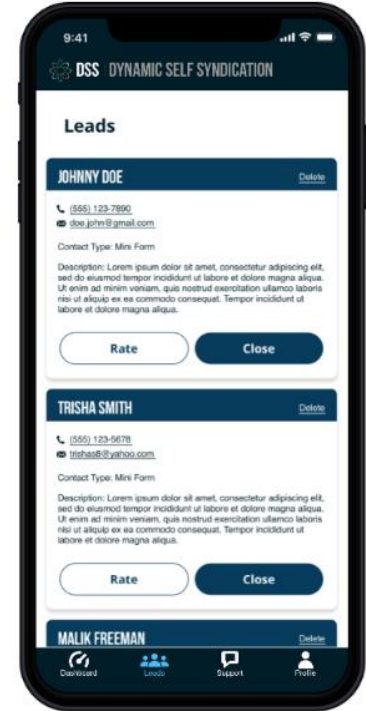 9:41
DSS DYNAMIC SELF SYNDICATION
Leads
JOHNNY DOE Delete
(555) 123-7890
doe.john@gmail.com
Contact Type: Mini Form
Description: Lorem ipsum dolor sit amet, consectetur adipiscing elit,
sed do eiusmod tempor incididunt ut labore et dolore magna aliqua.
Ut enim ad minim veniam, quis nostrud exercitation ullamco laboris
nisi ut aliquip ex ea commodo consequat. Tempor incididunt ut
labore et dolore magna aliqua.
Rate Close
TRISHA SMITH Delete
(555) 123-5678
trishas8@yahoo.com
Contact Type: Mini Form
Description: Lorem ipsum dolor sit amet, consectetur adipiscing elit,
sed do eiusmod tempor incididunt ut labore et dolore magna aliqua.
Ut enim ad minim veniam, quis nostrud exercitation ullamco laboris
nisi ut aliquip ex ea commodo consequat. Tempor incididunt ut
labore et dolore magna aliqua.
Rate Close
MALIK FREEMAN Delete
Dashboard Leads Support Profile